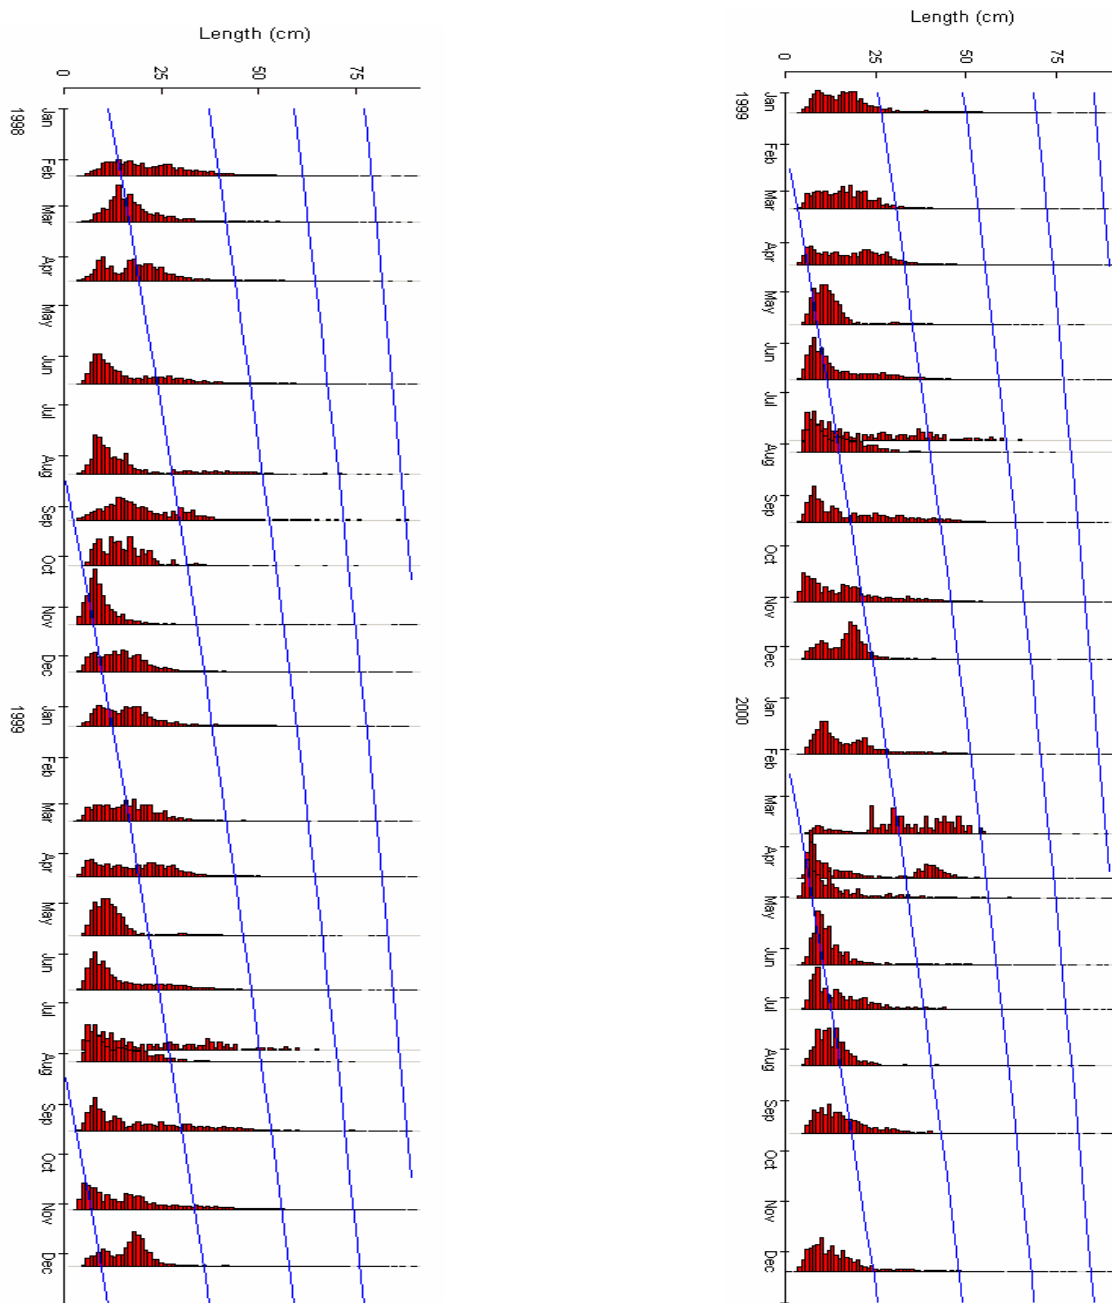 Length (cm)
0 25 50 75
1998
Jan
Feb
Mar
Apr
May
Jun
Jul
Aug
Sep
Oct
Nov
Dec
1999
Jan
Feb
Mar
Apr
May
Jun
Jul
Aug
Sep
Oct
Nov
Dec
Length (cm)
0 25 50 75
1999
Jan
Feb
Mar
Apr
May
Jun
Jul
Aug
Sep
Oct
Nov
Dec
2000
Jan
Feb
Mar
Apr
May
Jun
Jul
Aug
Sep
Oct
Nov
Dec